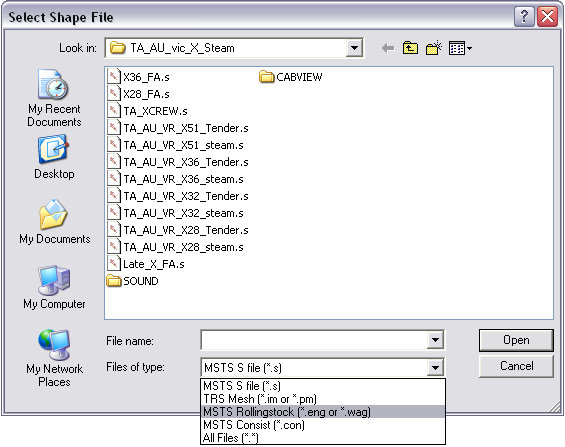 Select Shape File
Look in: TA_AU_vic_X_Steam
My Recent
Documents
Desktop
My Documents
My Computer
My Network
Places
X36_FA.s
X28_FA.s
TA_XCREW.s
TA_AU_VR_X51_Tender.s
TA_AU_VR_X51_steam.s
TA_AU_VR_X36_Tender.s
TA_AU_VR_X36_steam.s
TA_AU_VR_X32_Tender.s
TA_AU_VR_X32_steam.s
TA_AU_VR_X28_Tender.s
TA_AU_VR_X28_steam.s
Late_X_FA.s
SOUND
CABVIEW
File name:
Open
Files of type: MSTS S file (*.s)
Cancel
MSTS S file (*.s)
TRS Mesh (*.im or *.pm)
MSTS Rollingstock (*.eng or *.wag)
MSTS Consist (*.con)
All Files (*.*)